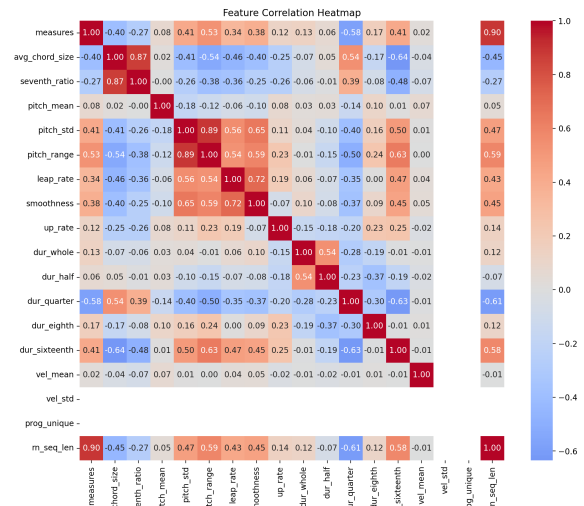 Feature Correlation Heatmap
measures 1.00 -0.40 -0.27 0.08 0.41 0.53 0.34 0.38 0.12 0.13 0.06 -0.58 0.17 0.41 0.02 0.90
avg_chord_size -0.40 1.00 0.87 0.02 -0.41 -0.54 -0.46 -0.40 -0.25 -0.07 0.05 0.54 -0.17 -0.64 -0.04 -0.45
seventh_ratio -0.27 0.87 1.00 -0.00 -0.26 -0.38 -0.36 -0.25 -0.26 -0.06 -0.01 0.39 -0.08 -0.48 -0.07 -0.27
pitch_mean 0.08 0.02 -0.00 1.00 -0.18 -0.12 -0.06 -0.10 0.08 0.03 0.03 -0.14 0.10 -0.01 0.07 0.05
pitch_std 0.41 -0.41 -0.26 -0.18 1.00 0.89 0.56 0.65 0.11 0.04 -0.10 -0.40 0.16 0.50 0.01 0.47
pitch_range 0.53 -0.54 -0.38 -0.12 0.89 1.00 0.54 0.59 0.23 -0.01 -0.15 -0.50 0.24 0.63 0.00 0.59
leap_rate 0.34 -0.46 -0.36 -0.06 0.56 0.54 1.00 0.72 0.19 0.06 -0.07 -0.35 0.00 0.47 0.04 0.43
smoothness 0.38 -0.40 -0.25 -0.10 0.65 0.59 0.72 1.00 -0.07 0.10 -0.08 -0.37 0.09 0.45 0.05 0.45
up_rate 0.12 -0.25 -0.26 0.08 0.11 0.23 0.19 -0.07 1.00 -0.15 -0.18 -0.20 0.23 0.25 0.01 0.14
dur_whole 0.13 -0.07 -0.06 0.03 0.04 -0.01 0.06 0.10 -0.15 1.00 0.54 -0.28 -0.19 -0.01 -0.01 0.12
dur_half 0.06 0.05 -0.01 0.03 -0.10 -0.15 -0.07 -0.08 -0.18 0.54 1.00 -0.23 -0.37 -0.19 -0.02 -0.07
dur_quarter -0.58 0.54 0.39 -0.14 -0.40 -0.50 -0.35 -0.37 -0.20 -0.28 -0.23 1.00 -0.30 -0.63 -0.01 -0.61
dur_eighth 0.17 -0.17 -0.08 0.10 0.16 0.24 0.00 0.09 0.23 -0.19 -0.37 -0.30 1.00 -0.01 0.01 0.12
dur_sixteenth 0.41 -0.64 -0.48 -0.01 0.50 0.63 0.47 0.45 0.25 -0.01 -0.19 -0.63 -0.01 1.00 -0.01 0.58
vel_mean 0.02 -0.04 -0.07 0.07 0.01 0.00 0.04 0.05 0.01 -0.01 -0.02 -0.01 0.01 -0.01 1.00 -0.01
vel_std
prog_unique
m_seq_len 0.90 -0.45 -0.27 0.05 0.47 0.59 0.43 0.45 0.14 0.12 -0.07 -0.61 0.12 0.58 -0.01 1.00
measures
chord_size
enth_ratio
tch_mean
pitch_std
tch_range
leap_rate
noothness
up_rate
dur_whole
dur_half
r_quarter
dur_eighth
_sixteenth
vel_mean
vel_std
og_unique
n_seq_len
1.0
0.8
0.6
0.4
0.2
0.0
−0.2
−0.4
−0.6